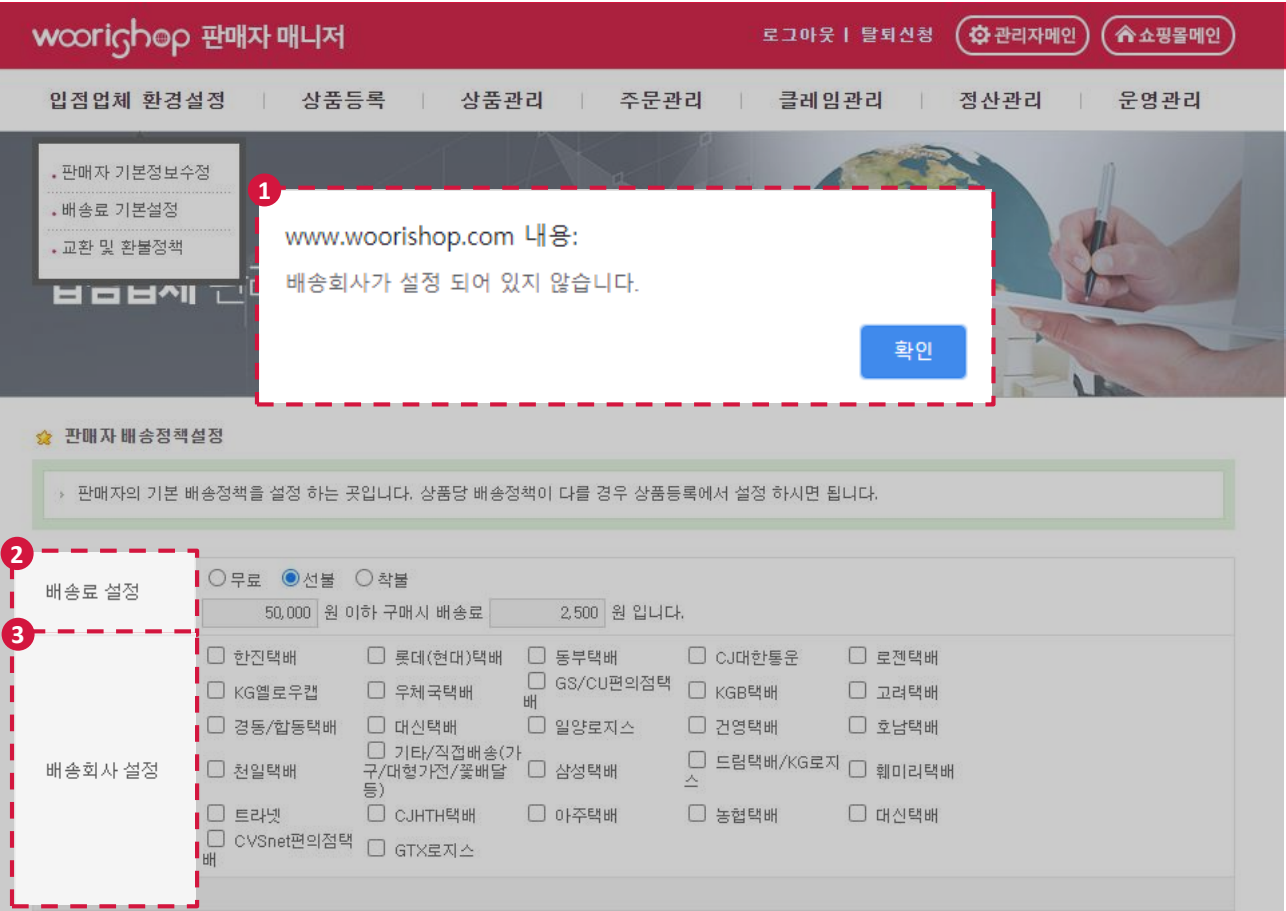 woorishop 판매자 매니저
로그아웃 | 탈퇴신청 관리자메인 쇼핑몰메인
입점업체 환경설정 | 상품등록 | 상품관리 | 주문관리 | 클레임관리 | 정산관리 | 운영관리
판매자 기본정보수정
배송료 기본설정
교환 및 환불정책
1
www.woorishop.com 내용:
배송회사가 설정 되어 있지 않습니다.
확인
판매자 배송정책설정
› 판매자의 기본 배송정책을 설정 하는 곳입니다. 상품당 배송정책이 다를 경우 상품등록에서 설정 하시면 됩니다.
2
배송료 설정
무료 선불 착불
50,000 원 이하 구매시 배송료 2,500 원 입니다.
3
배송회사 설정
한진택배 롯데(현대)택배 동부택배 CJ대한통운 로젠택배
KG옐로우캡 우체국택배 GS/CU편의점택배 KGB택배 고려택배
경동/합동택배 대신택배 일양로지스 건영택배 호남택배
천일택배 기타/직접배송(가구/대형가전/꽃배달등) 삼성택배 드림택배/KG로지스 훼미리택배
트라넷 CJHTH택배 아주택배 농협택배 대신택배
CVSnet편의점택배 GTX로지스